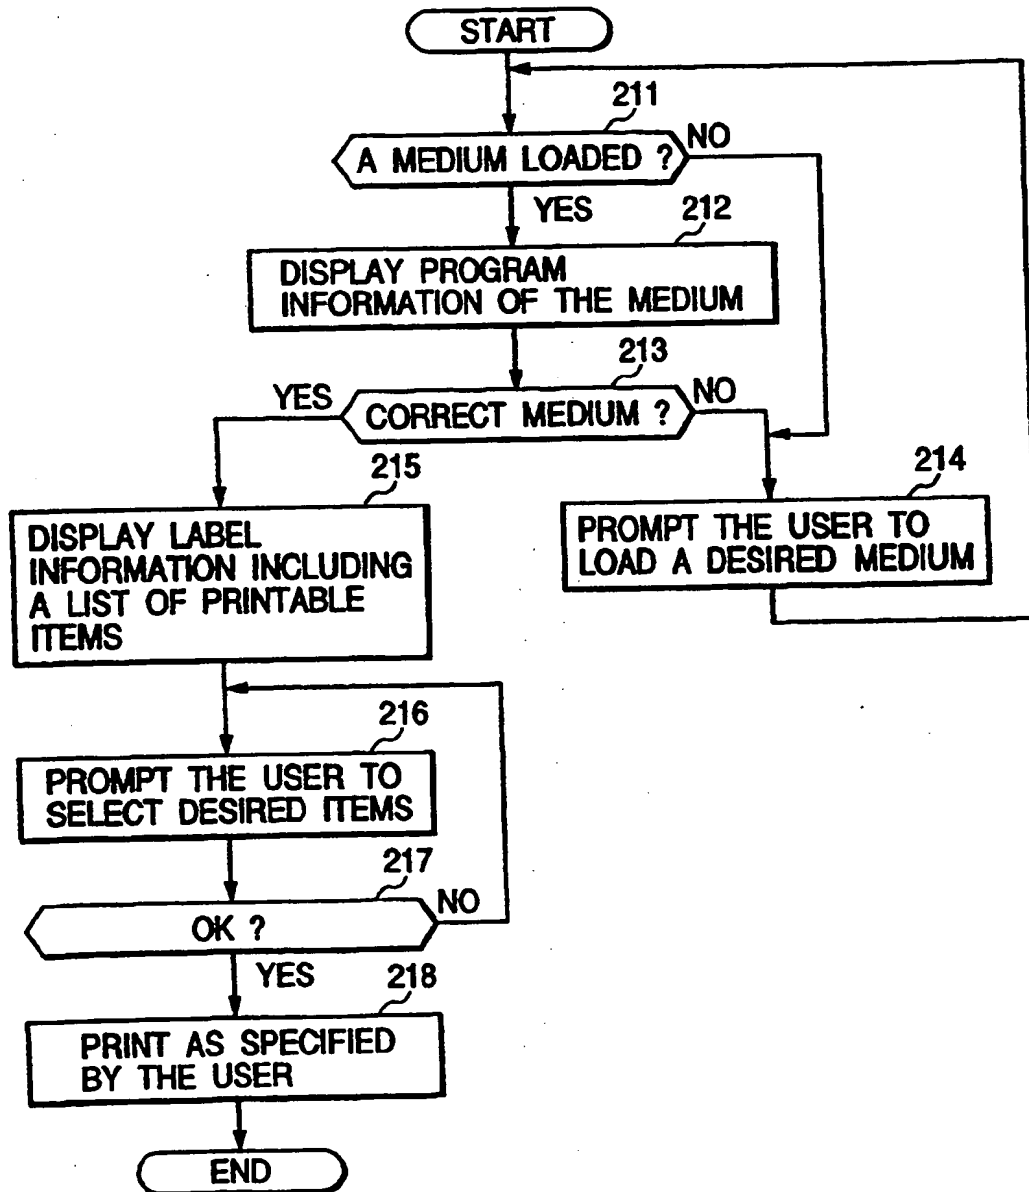 START
211
A MEDIUM LOADED ?
NO
YES
212
DISPLAY PROGRAM
INFORMATION OF THE MEDIUM
213
YES
CORRECT MEDIUM ?
NO
215
DISPLAY LABEL
INFORMATION INCLUDING
A LIST OF PRINTABLE
ITEMS
214
PROMPT THE USER TO
LOAD A DESIRED MEDIUM
216
PROMPT THE USER TO
SELECT DESIRED ITEMS
217
OK ?
NO
YES
218
PRINT AS SPECIFIED
BY THE USER
END